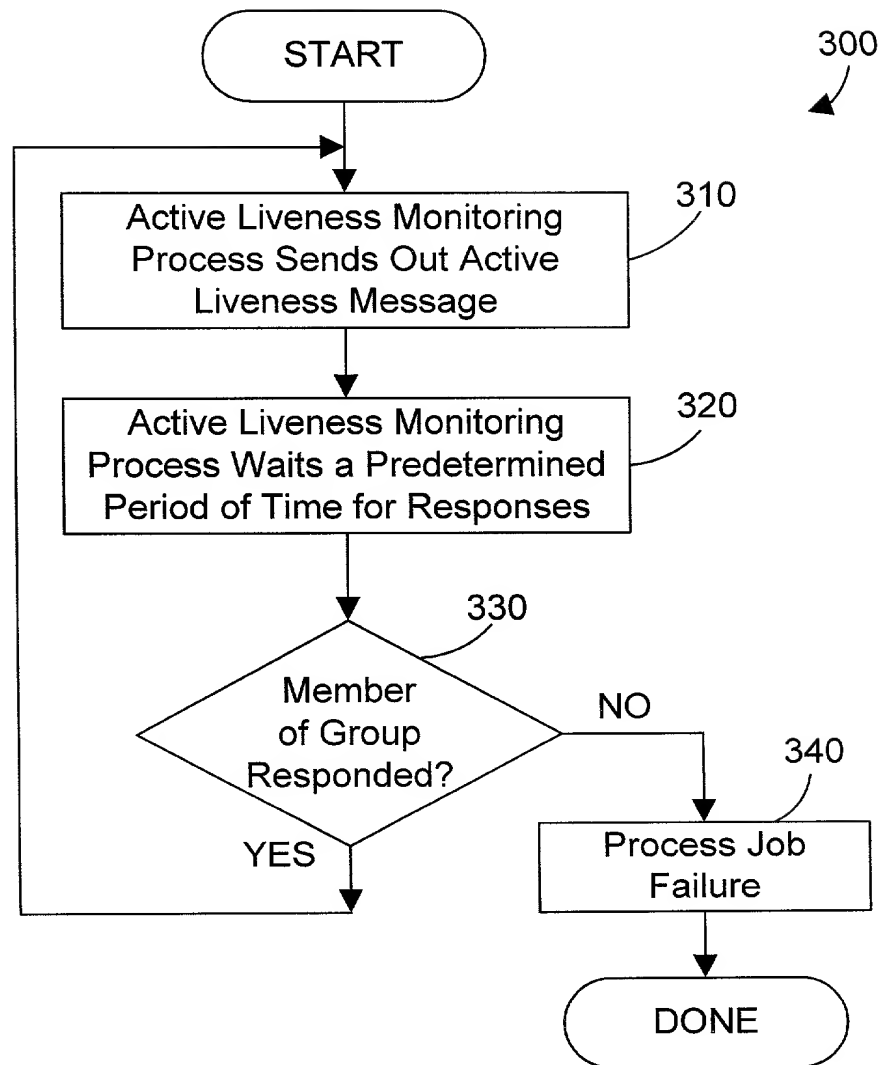 START
300
Active Liveness Monitoring
Process Sends Out Active
Liveness Message
310
Active Liveness Monitoring
Process Waits a Predetermined
Period of Time for Responses
320
330
Member
of Group
Responded?
NO
YES
340
Process Job
Failure
DONE